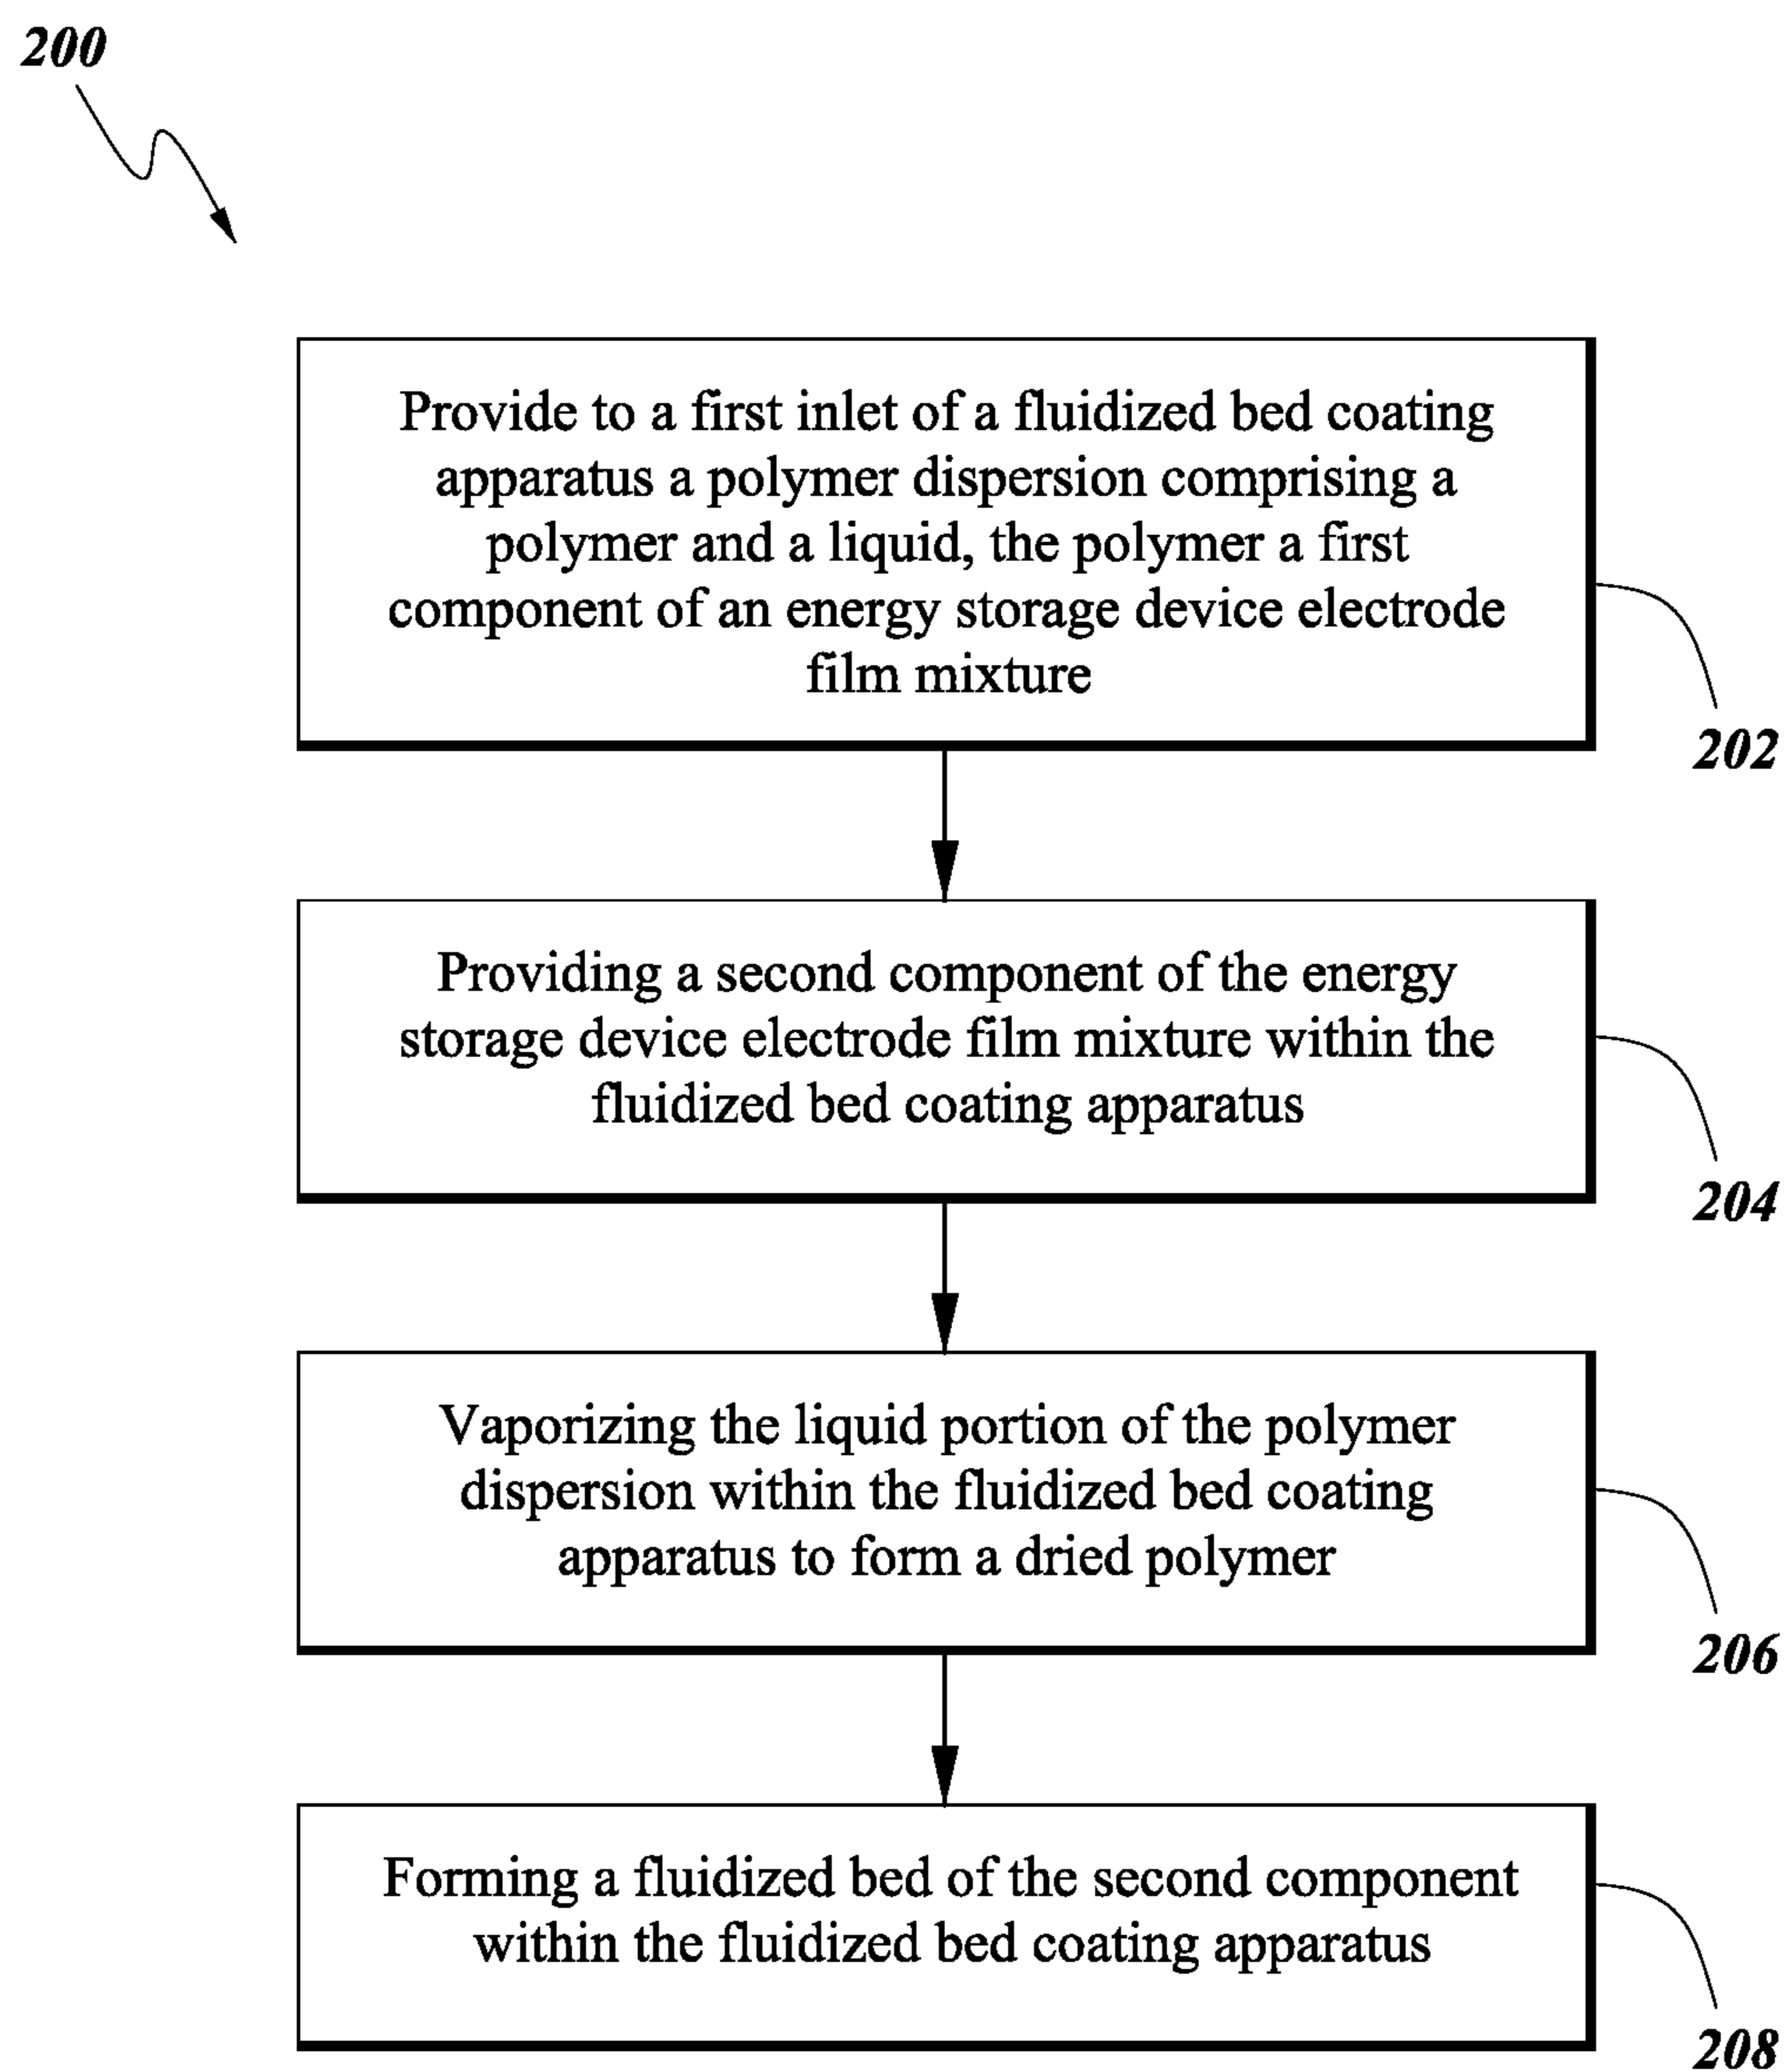 200
Provide to a first inlet of a fluidized bed coating
apparatus a polymer dispersion comprising a
polymer and a liquid, the polymer a first
component of an energy storage device electrode
film mixture
202
Providing a second component of the energy
storage device electrode film mixture within the
fluidized bed coating apparatus
204
Vaporizing the liquid portion of the polymer
dispersion within the fluidized bed coating
apparatus to form a dried polymer
206
Forming a fluidized bed of the second component
within the fluidized bed coating apparatus
208